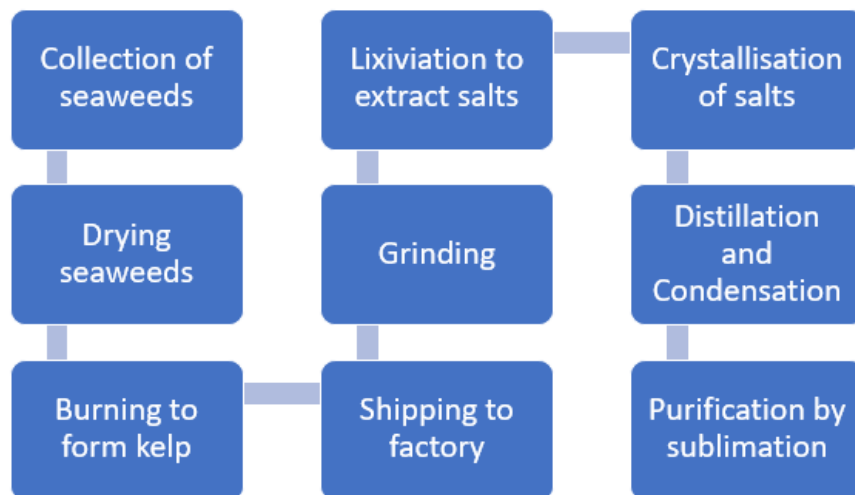 Collection of
seaweeds
Drying
seaweeds
Burning to
form kelp
Shipping to
factory
Grinding
Lixiviation to
extract salts
Crystallisation
of salts
Distillation
and
Condensation
Purification by
sublimation